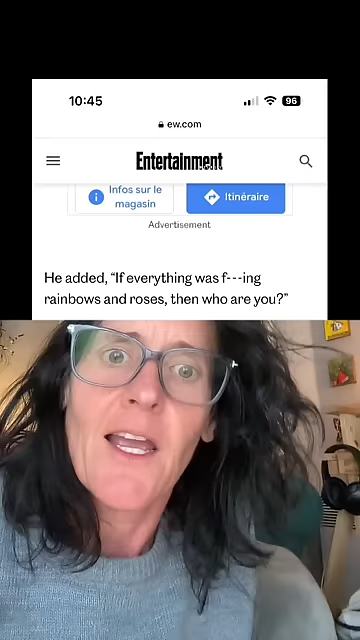 10:45
96
ew.com
Entertainment
Infos sur le
magasin
Itinéraire
Advertisement
He added, “If everything was f---ing
rainbows and roses, then who are you?”